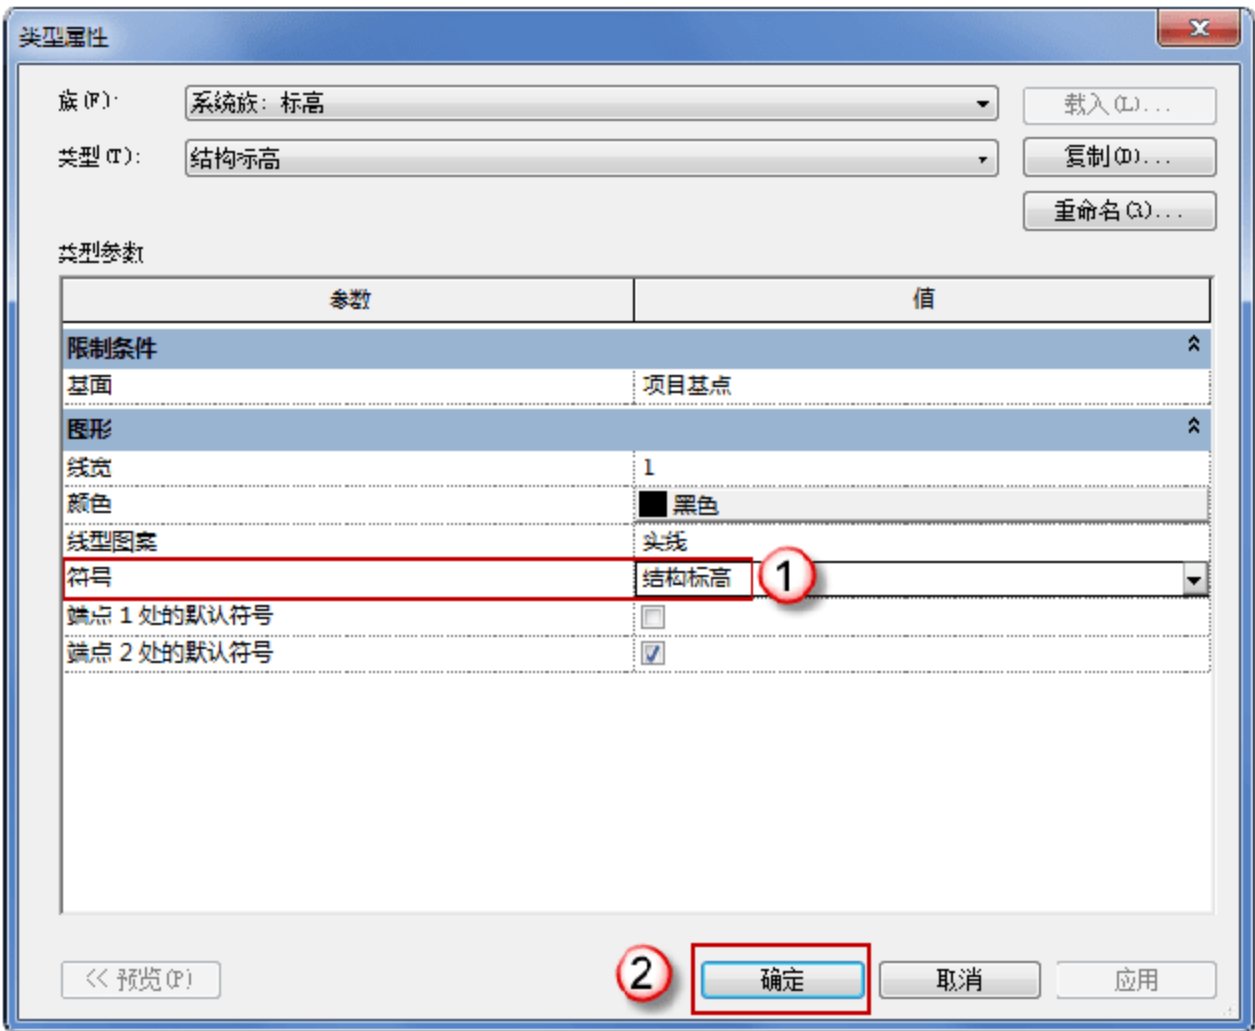 类型属性
族(F): 系统族：标高 载入(L)...
类型(T): 结构标高 复制(D)...
重命名(R)...
类型参数
参数 值
限制条件
基面 项目基点
图形
线宽 1
颜色 黑色
线型图案 实线
符号 结构标高 1
端点 1 处的默认符号
端点 2 处的默认符号
<< 预览(P) 2 确定 取消 应用